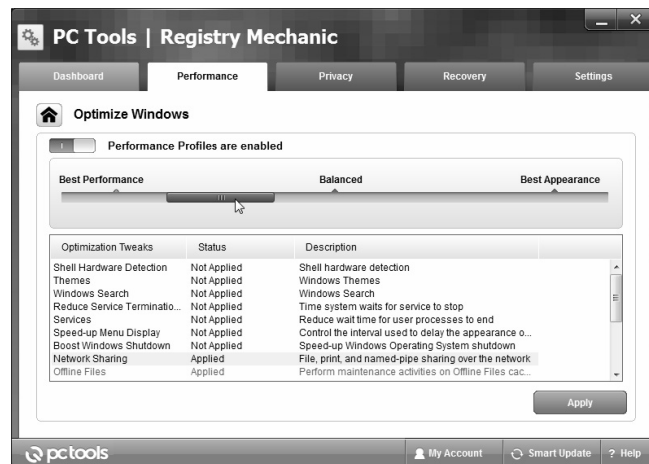 PC Tools | Registry Mechanic
Dashboard Performance Privacy Recovery Settings
Optimize Windows
Performance Profiles are enabled
Best Performance Balanced Best Appearance
Optimization Tweaks Status Description
Shell Hardware Detection Not Applied Shell hardware detection
Themes Not Applied Windows Themes
Windows Search Not Applied Windows Search
Reduce Service Terminatio... Not Applied Time system waits for service to stop
Services Not Applied Reduce wait time for user processes to end
Speed-up Menu Display Not Applied Control the interval used to delay the appearance o...
Boost Windows Shutdown Not Applied Speed-up Windows Operating System shutdown
Network Sharing Applied File, print, and named-pipe sharing over the network
Offline Files Applied Perform maintenance activities on Offline Files cac...
Apply
pctools My Account Smart Update ? Help